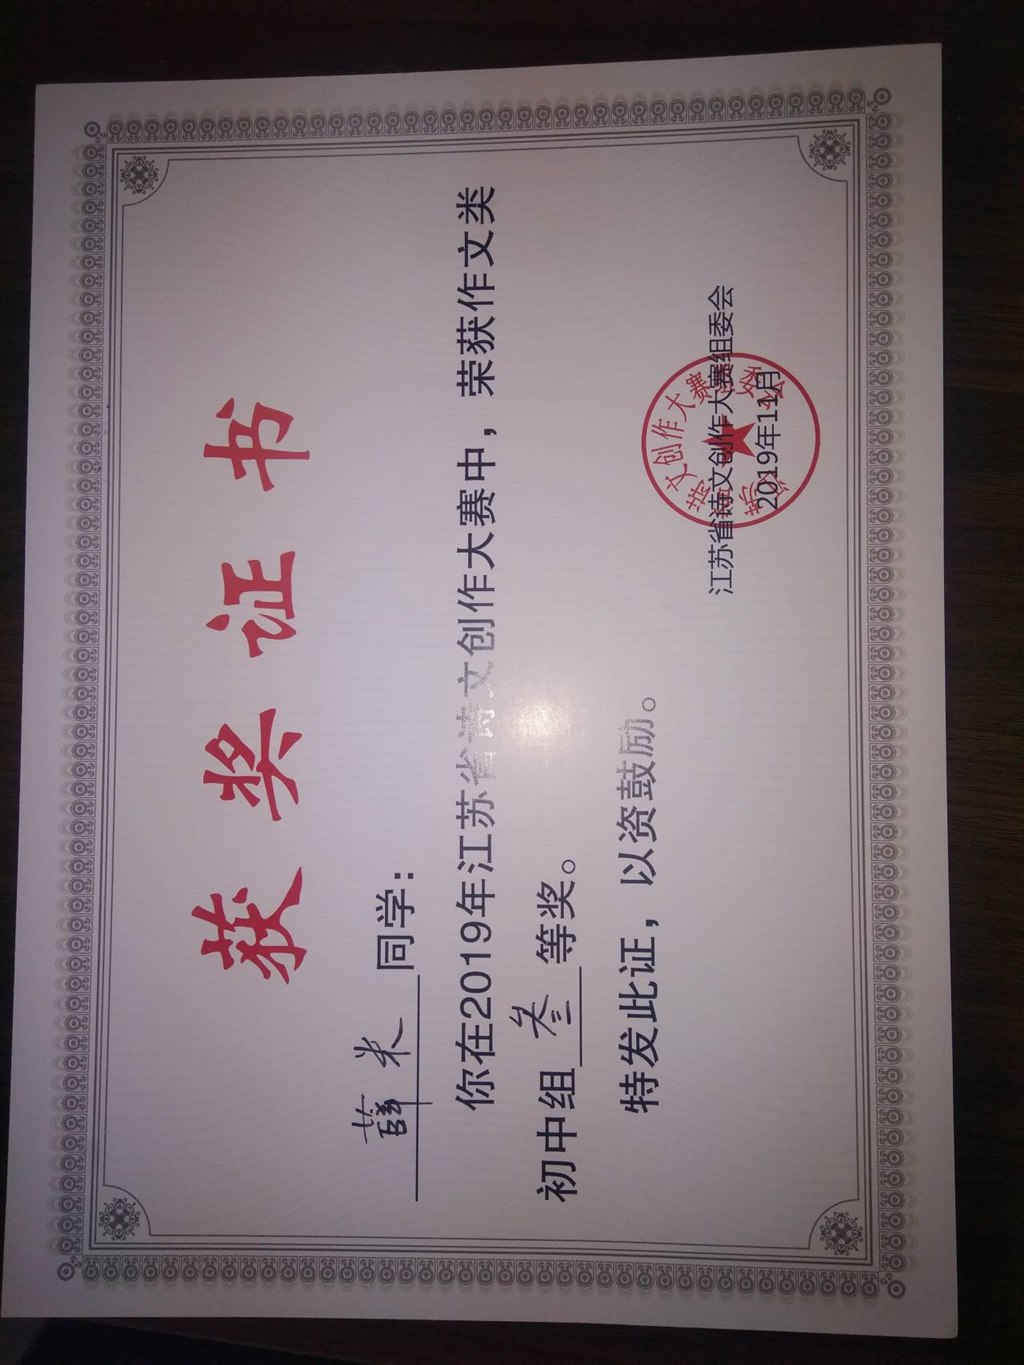 获奖证书
薛米同学：
你在2019年江苏省诗文创作大赛中，荣获作文类
初中组叁等奖。
特发此证，以资鼓励。
江苏省诗文创作大赛组委会
2019年11月